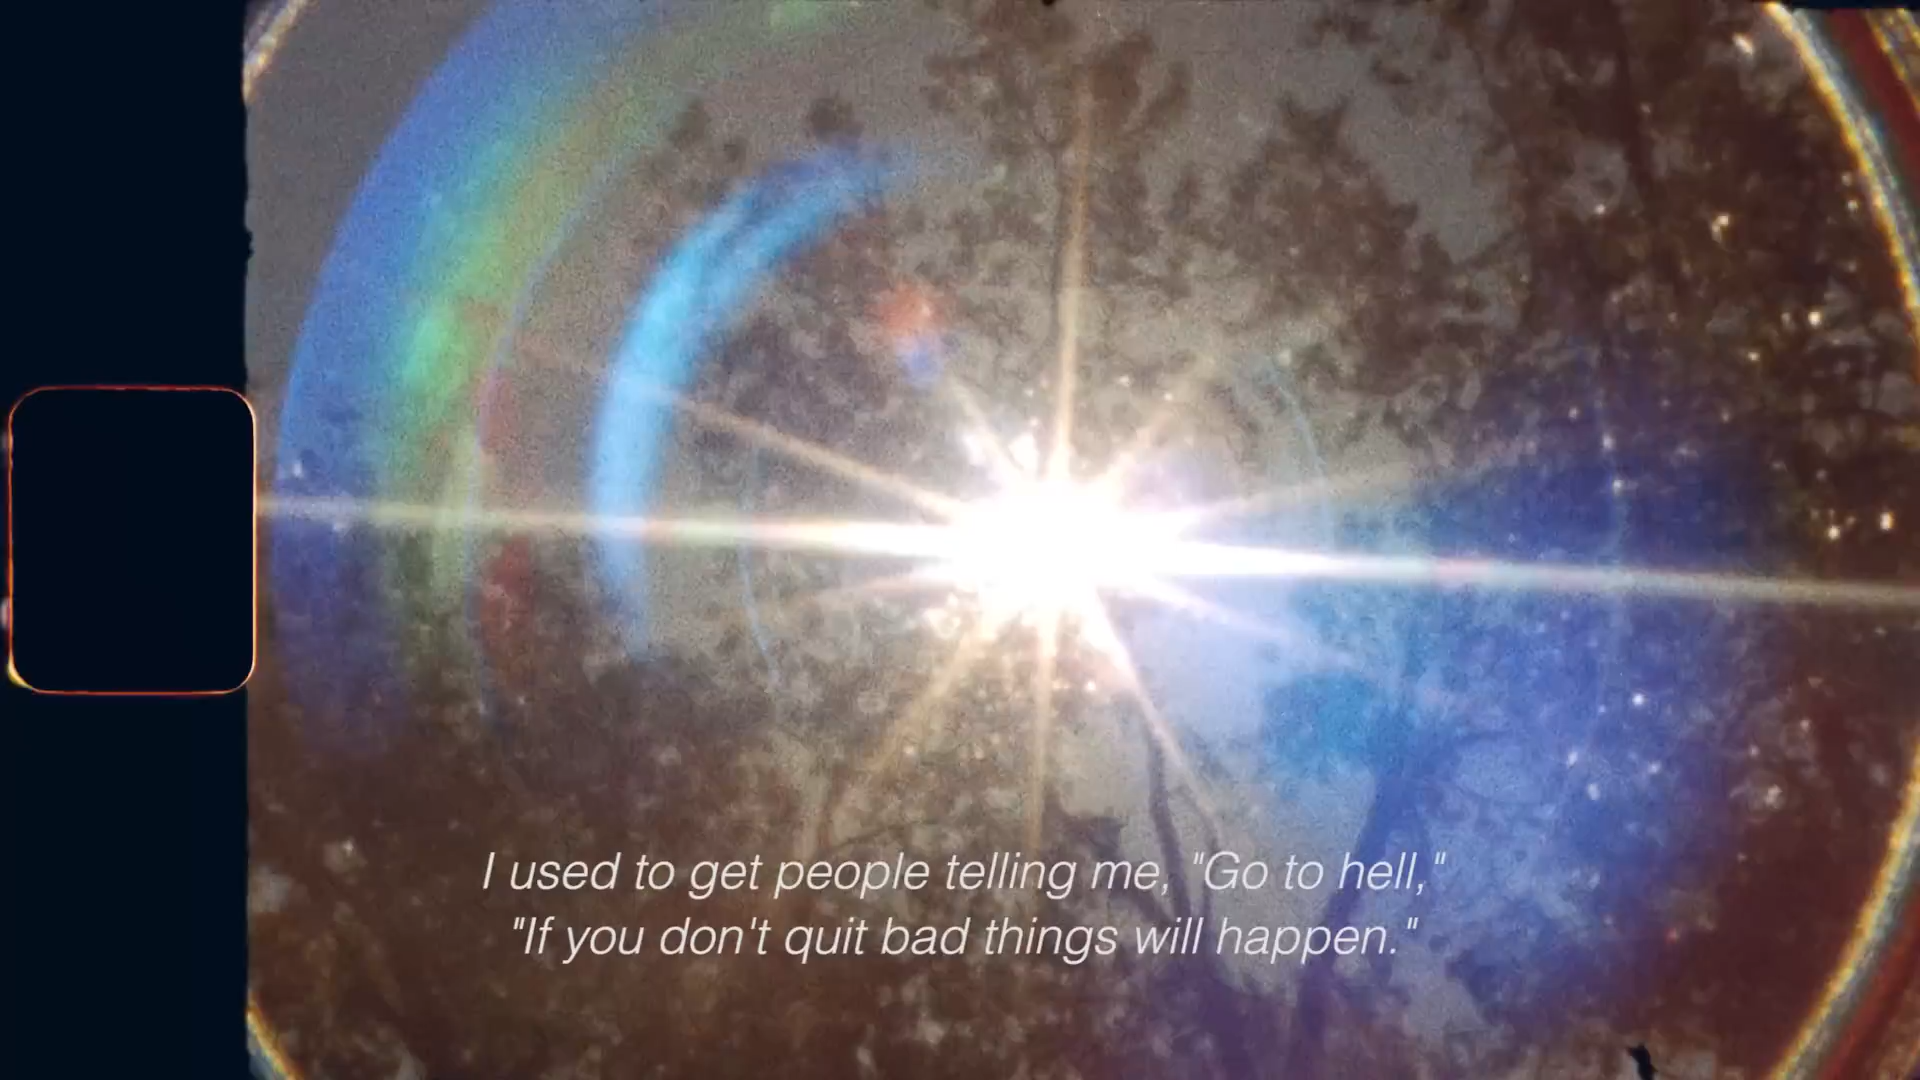 I used to get people telling me, "Go to hell,"
"If you don't quit bad things will happen."